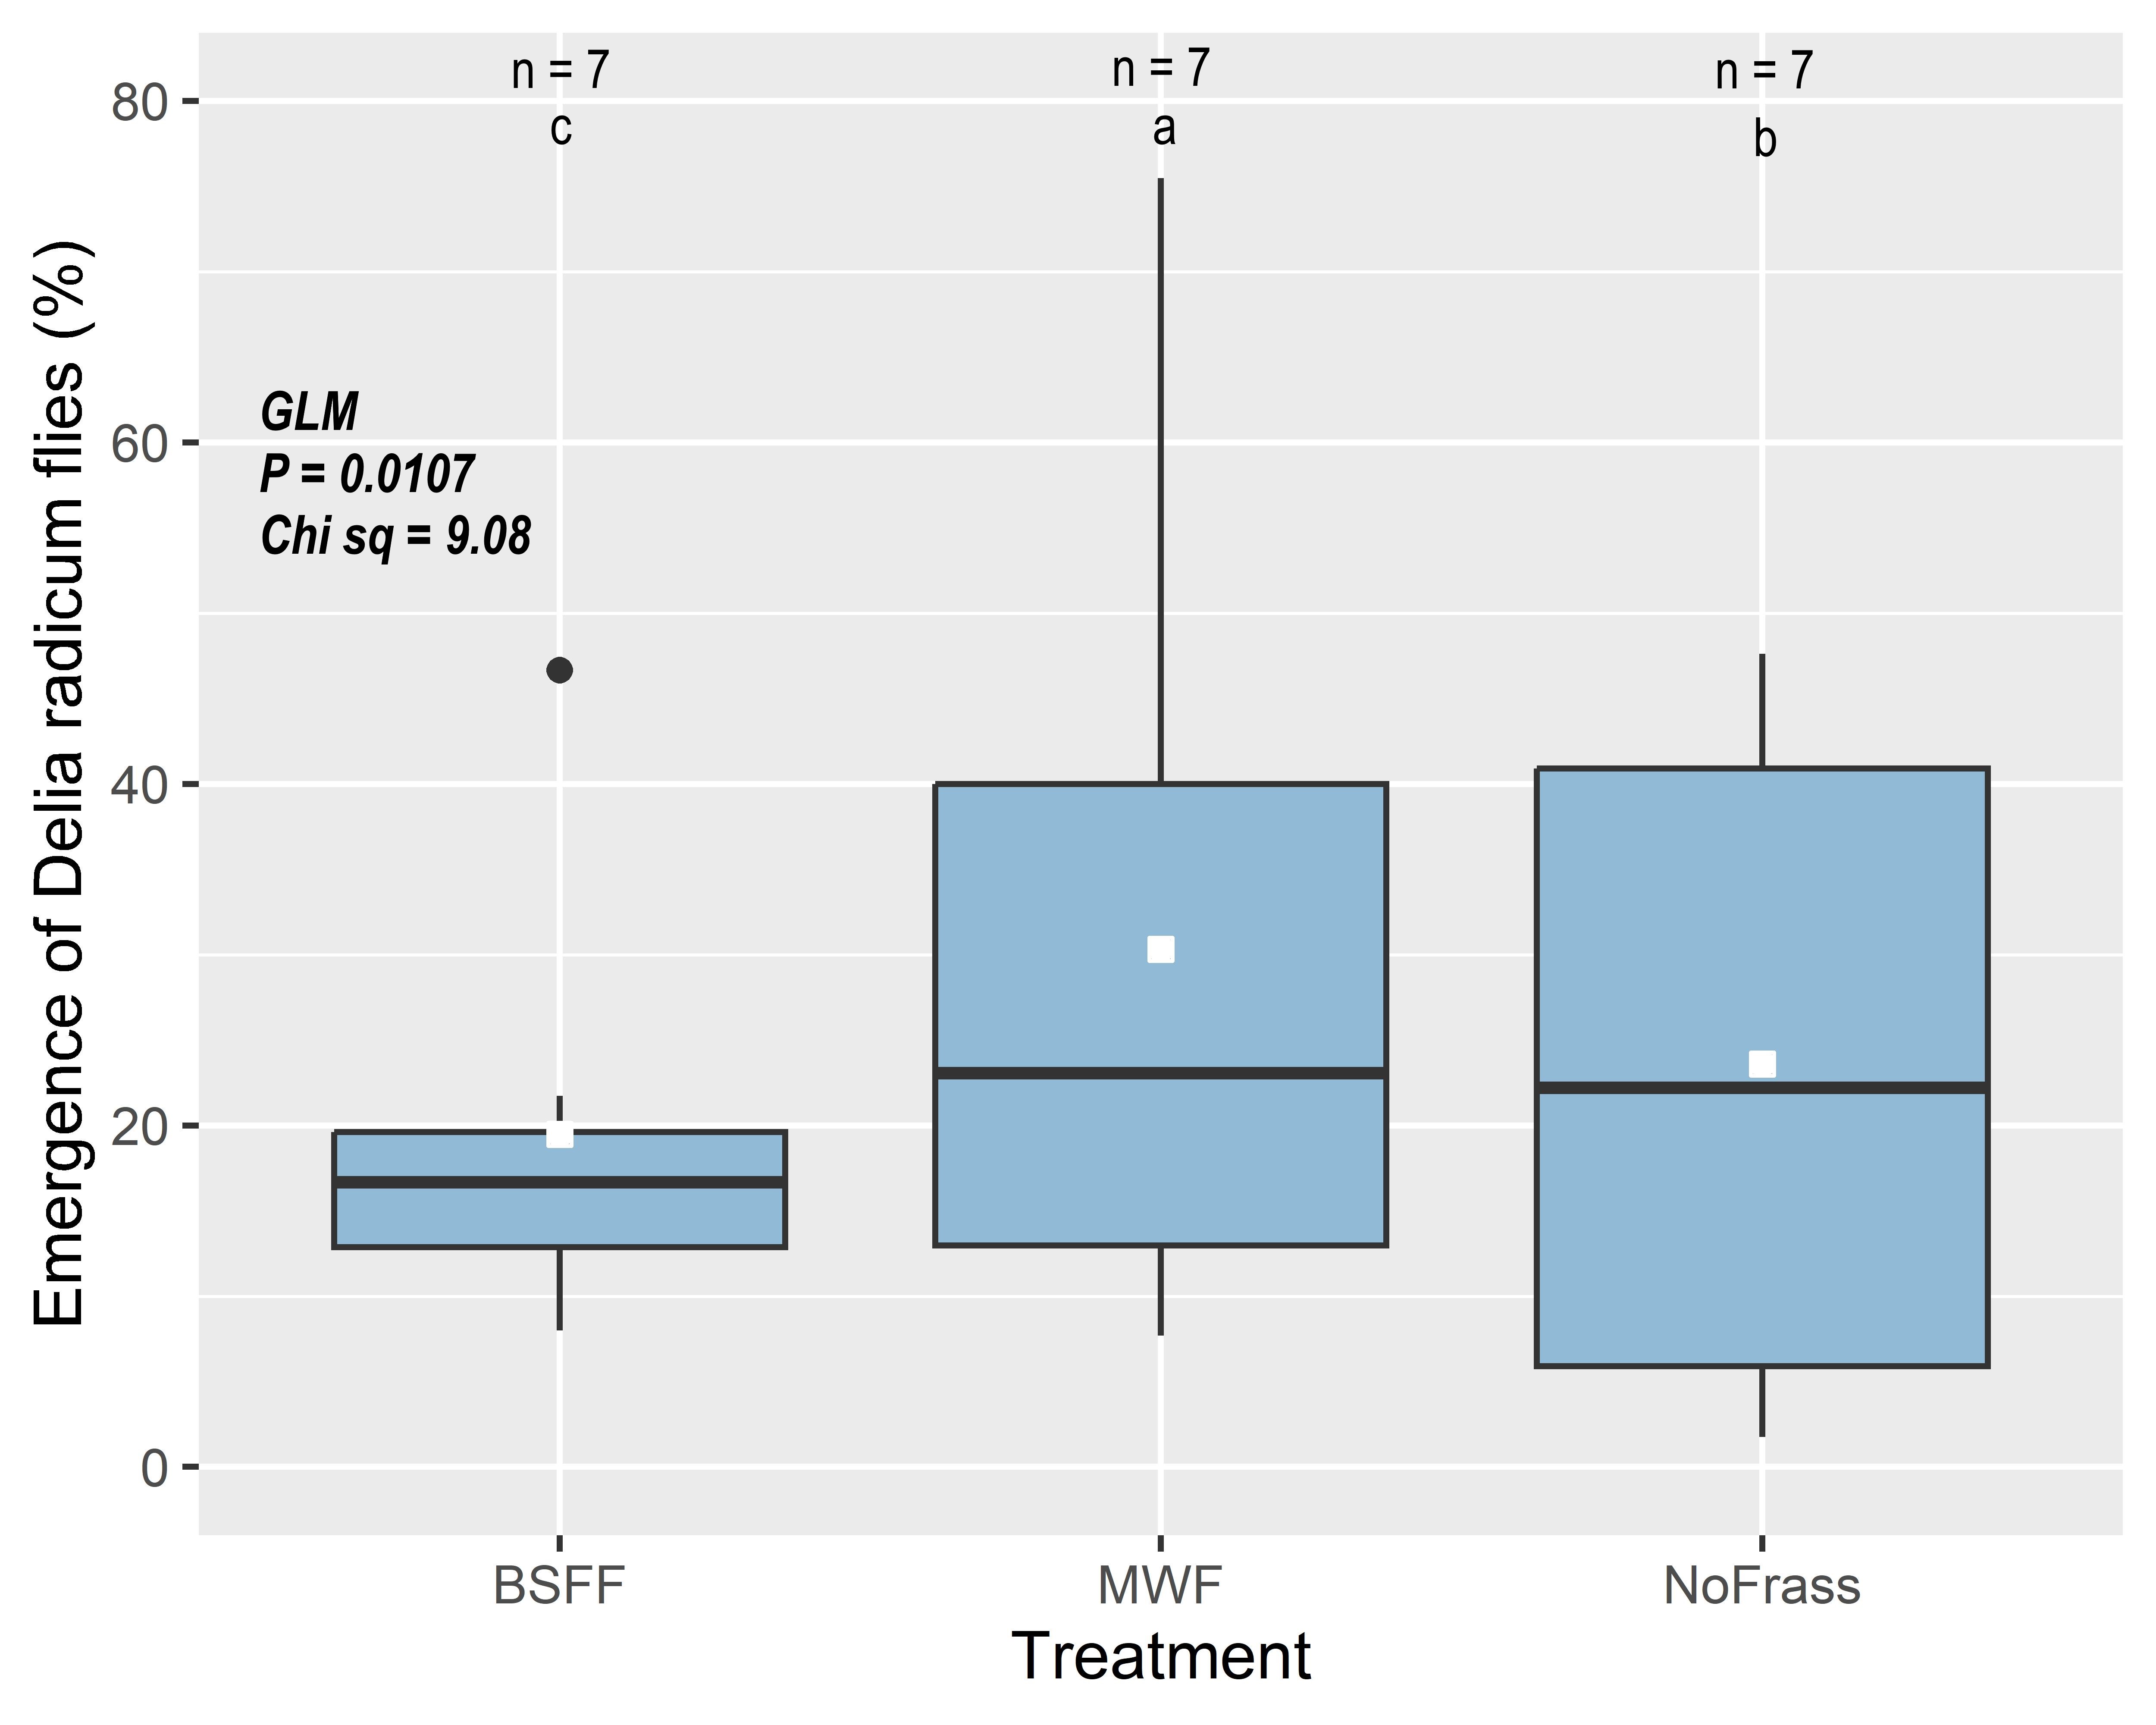 n = 7
n = 7
n = 7
c
a
b
GLM
P = 0.0107
Chi sq = 9.08
Emergence of Delia radicum flies (%)
80
60
40
20
0
BSFF
MWF
NoFrass
Treatment